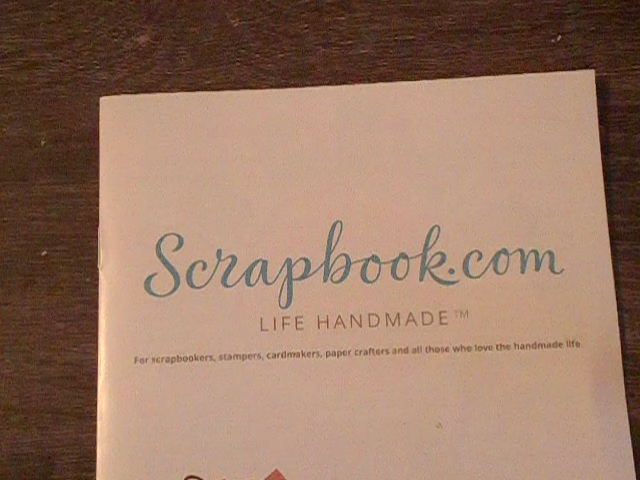 Scrapbook.com
LIFE HANDMADE™
For scrapbookers, stampers, cardmakers, paper crafters and all those who love the handmade life